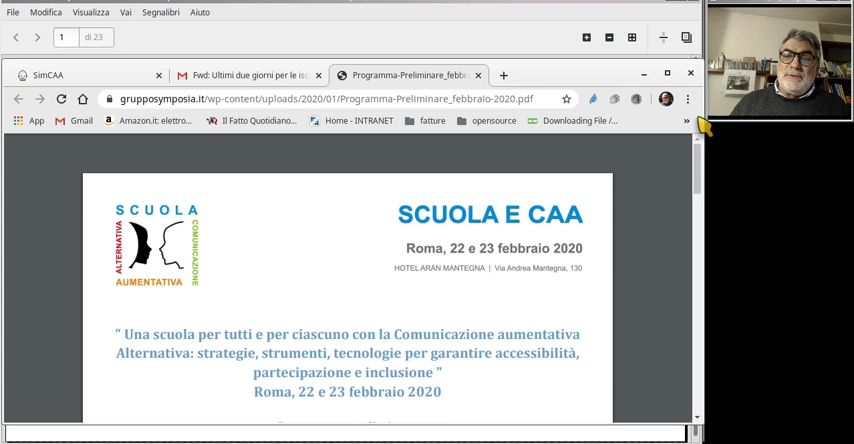 File Modifica Visualizza Vai Segnalibri Aiuto
1 di 23
SimCAA
Fwd: Ultimi due giorni per le isc
Programma-Preliminare_febbr
grupposymposia.it/wp-content/uploads/2020/01/Programma-Preliminare_febbraio-2020.pdf
App Gmail Amazon.it: elettro... Il Fatto Quotidiano... Home - INTRANET fatture opensource Downloading File /... »
SCUOLA
ALTERNATIVA
COMUNICAZIONE
AUMENTATIVA
SCUOLA E CAA
Roma, 22 e 23 febbraio 2020
HOTEL ARAN MANTEGNA | Via Andrea Mantegna, 130
" Una scuola per tutti e per ciascuno con la Comunicazione aumentativa
Alternativa: strategie, strumenti, tecnologie per garantire accessibilità,
partecipazione e inclusione "
Roma, 22 e 23 febbraio 2020